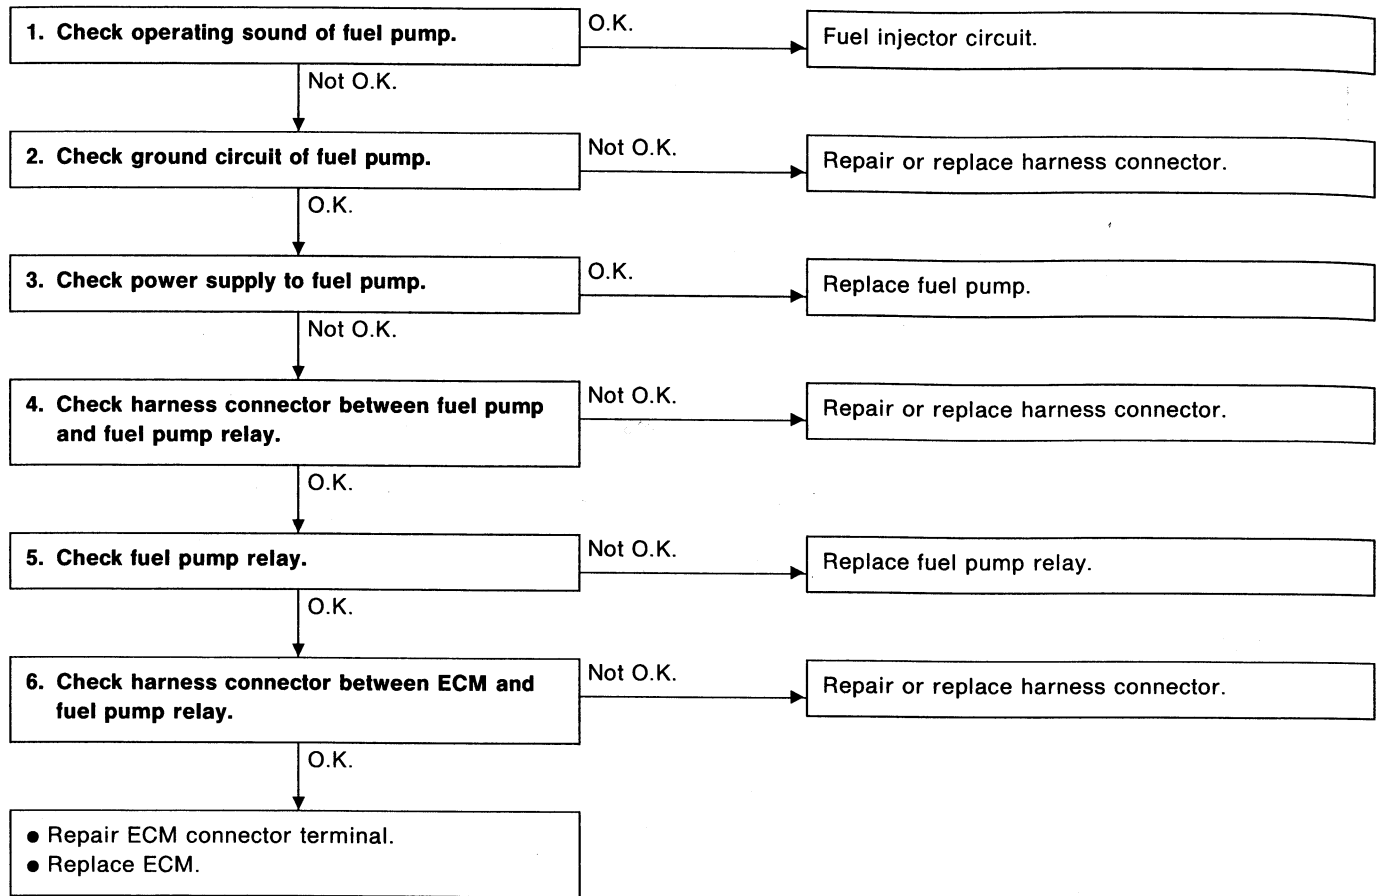 1. Check operating sound of fuel pump.
O.K.
Fuel injector circuit.
Not O.K.
2. Check ground circuit of fuel pump.
Not O.K.
Repair or replace harness connector.
O.K.
3. Check power supply to fuel pump.
O.K.
Replace fuel pump.
Not O.K.
4. Check harness connector between fuel pump
and fuel pump relay.
Not O.K.
Repair or replace harness connector.
O.K.
5. Check fuel pump relay.
Not O.K.
Replace fuel pump relay.
O.K.
6. Check harness connector between ECM and
fuel pump relay.
Not O.K.
Repair or replace harness connector.
O.K.
● Repair ECM connector terminal.
● Replace ECM.